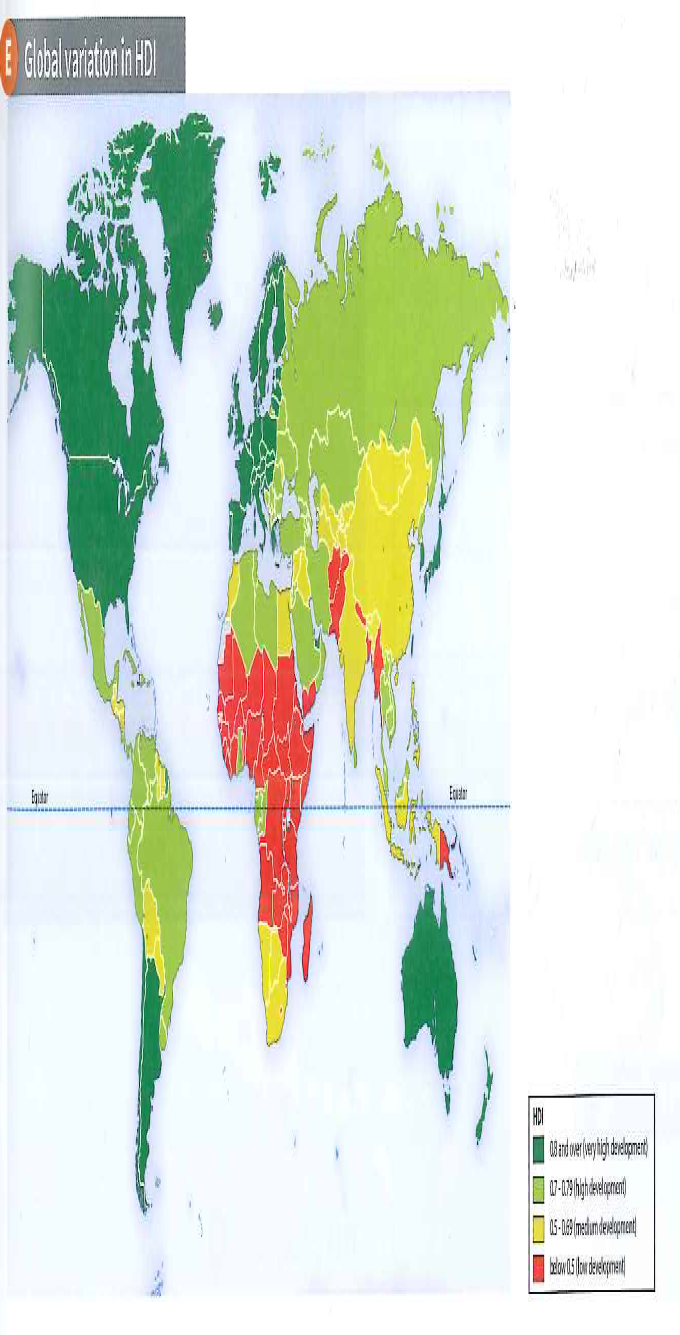 E Global variation in HDI
Equator
Equator
HDI
0.8 and over (very high development)
0.7 - 0.79 (high development)
0.5 - 0.69 (medium development)
below 0.5 (low development)